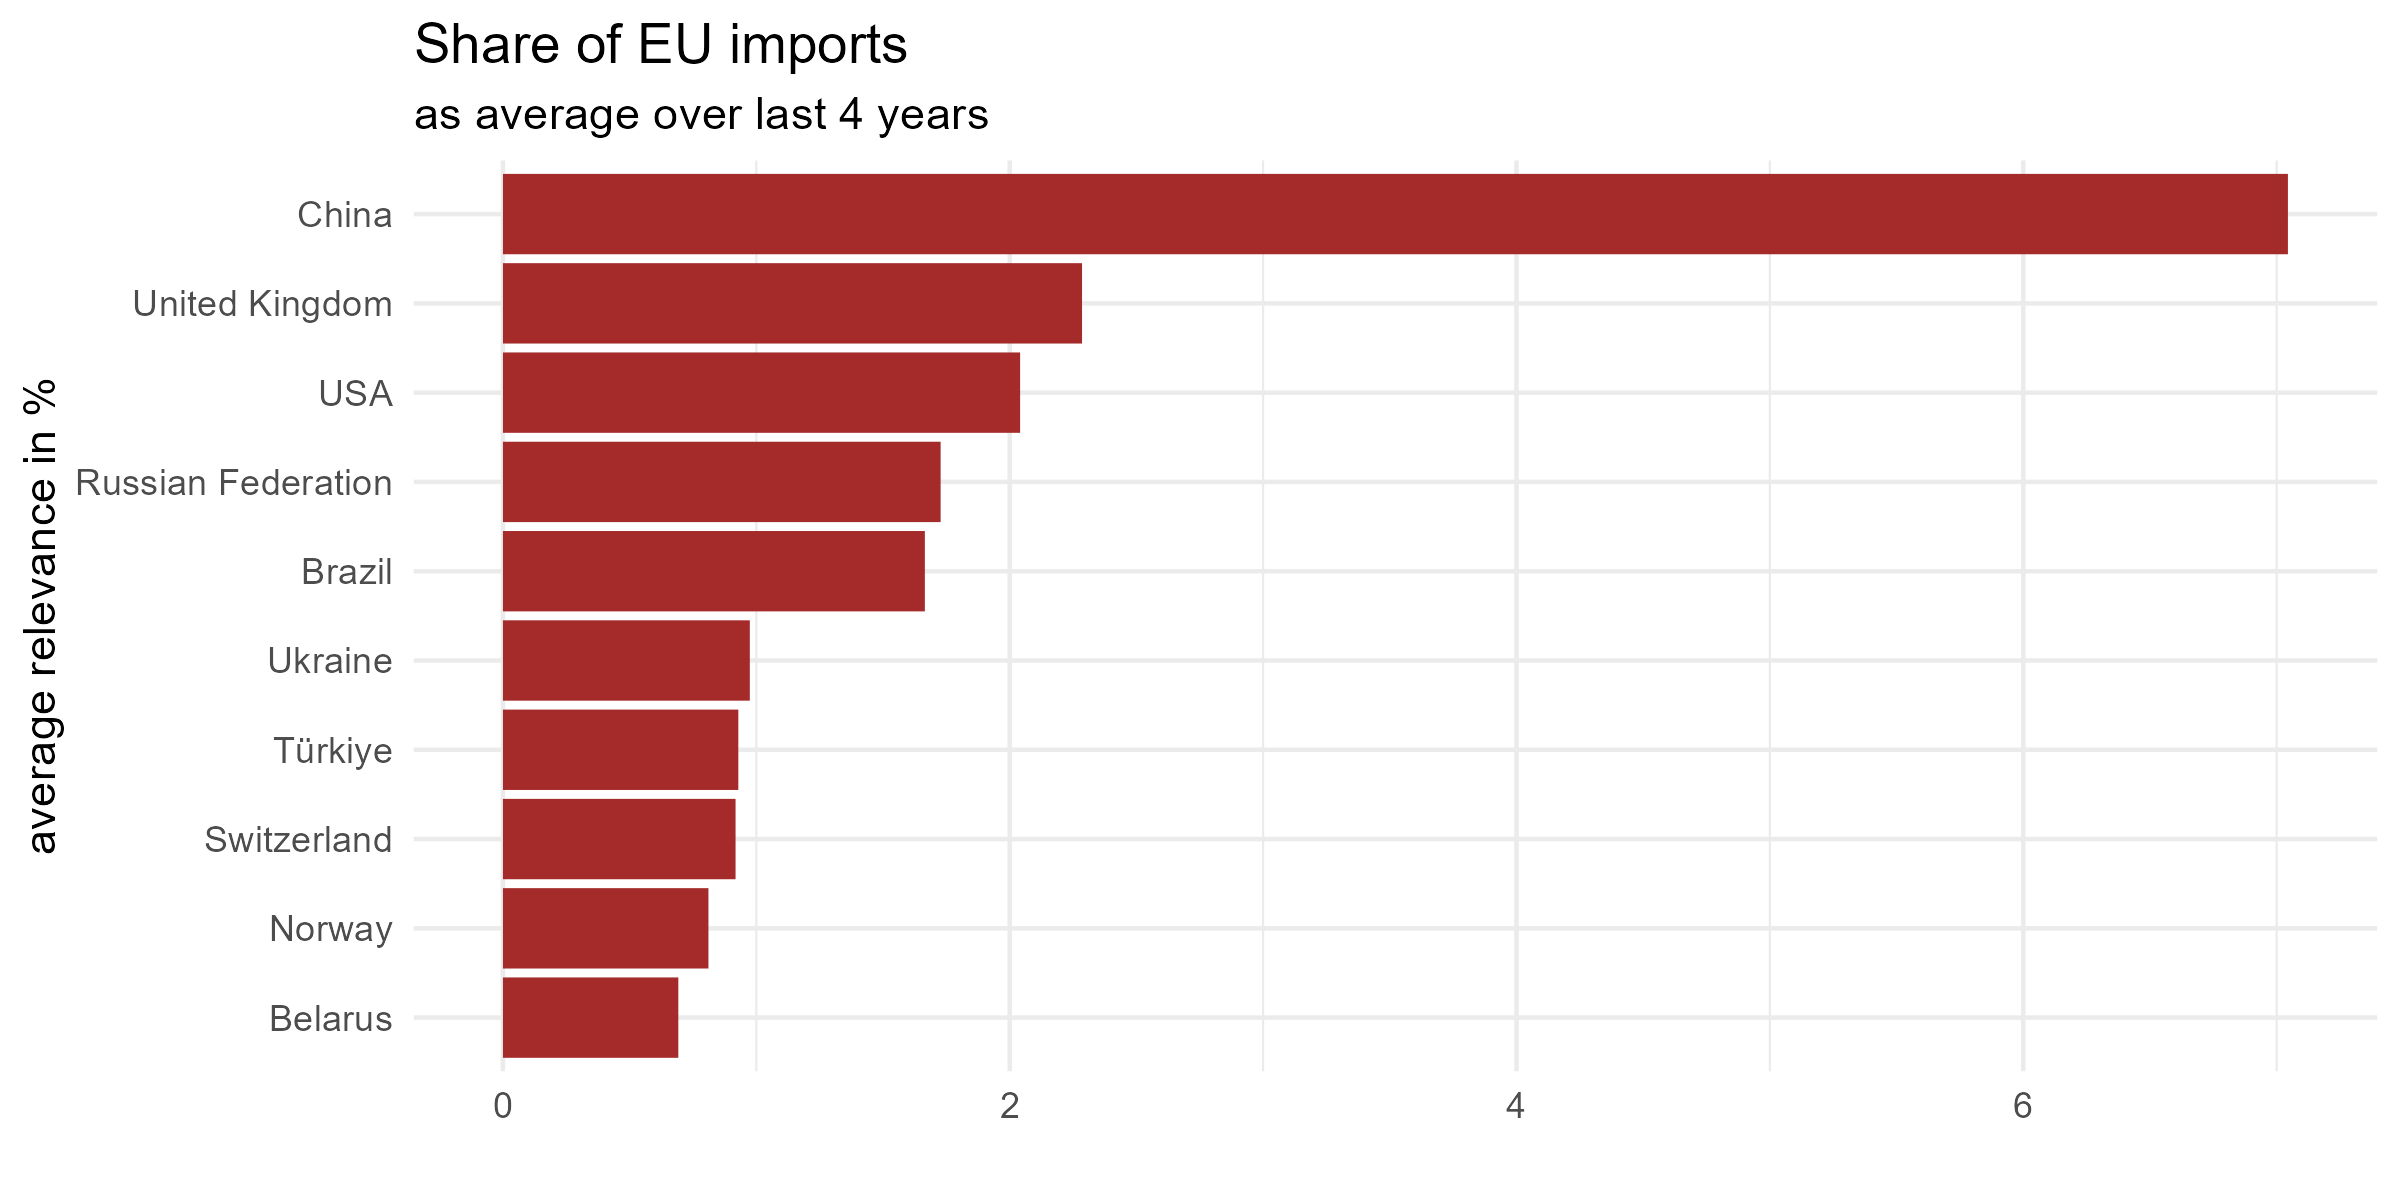 Share of EU imports
as average over last 4 years
average relevance in %
China
United Kingdom
USA
Russian Federation
Brazil
Ukraine
Türkiye
Switzerland
Norway
Belarus
0 2 4 6